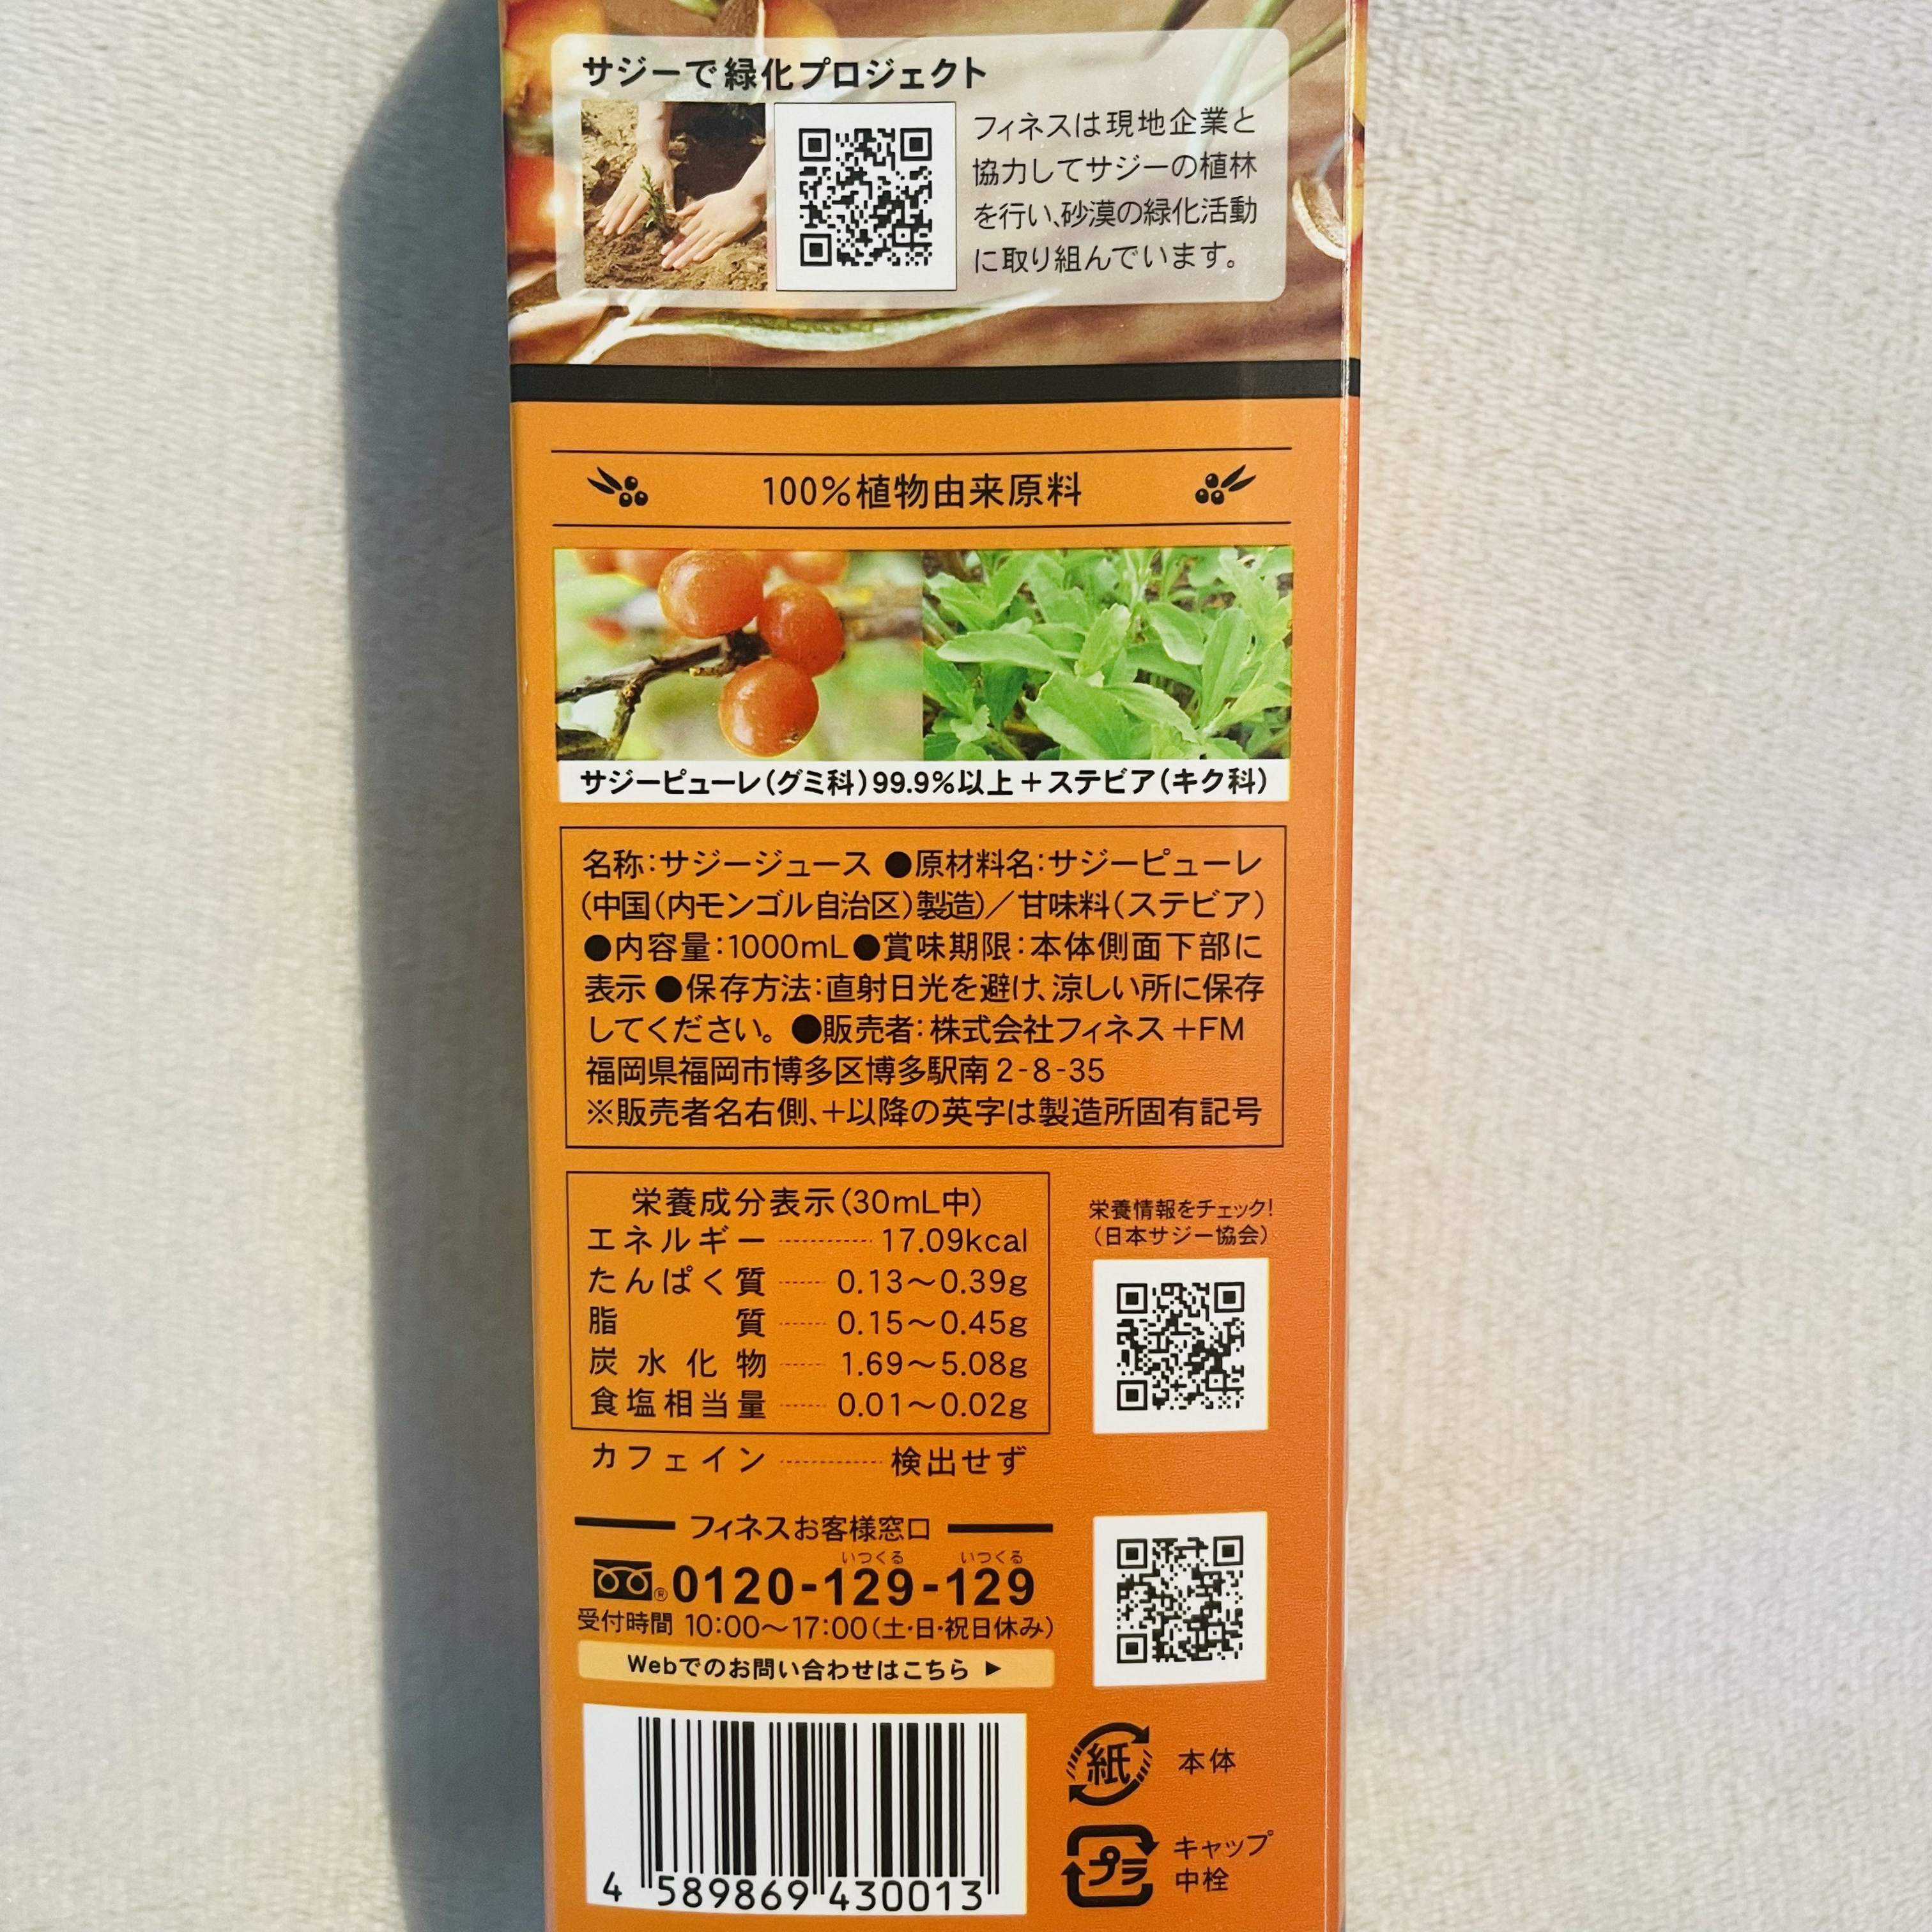 サジーで緑化プロジェクト
フィネスは現地企業と
協力してサジーの植林
を行い、砂漠の緑化活動
に取り組んでいます。
100%植物由来原料
サジーピューレ(グミ科)99.9%以上+ステビア(キク科)
名称:サジージュース ●原材料名:サジーピューレ
(中国(内モンゴル自治区)製造)/甘味料(ステビア)
●内容量:1000mL●賞味期限:本体側面下部に
表示 ●保存方法:直射日光を避け、涼しい所に保存
してください。 ●販売者:株式会社フィネス+FM
福岡県福岡市博多区博多駅南2-8-35
※販売者名右側、+以降の英字は製造所固有記号
栄養成分表示(30mL中)
エネルギー 17.09kcal
たんぱく質 0.13〜0.39g
脂質 0.15〜0.45g
炭水化物 1.69〜5.08g
食塩相当量 0.01〜0.02g
カフェイン 検出せず
栄養情報をチェック!
(日本サジー協会)
フィネスお客様窓口
いつくる いつくる
®0120-129-129
受付時間 10:00〜17:00(土・日・祝日休み)
Webでのお問い合わせはこちら ▶
4 589869 430013
紙 本体
プラ キャップ
中栓